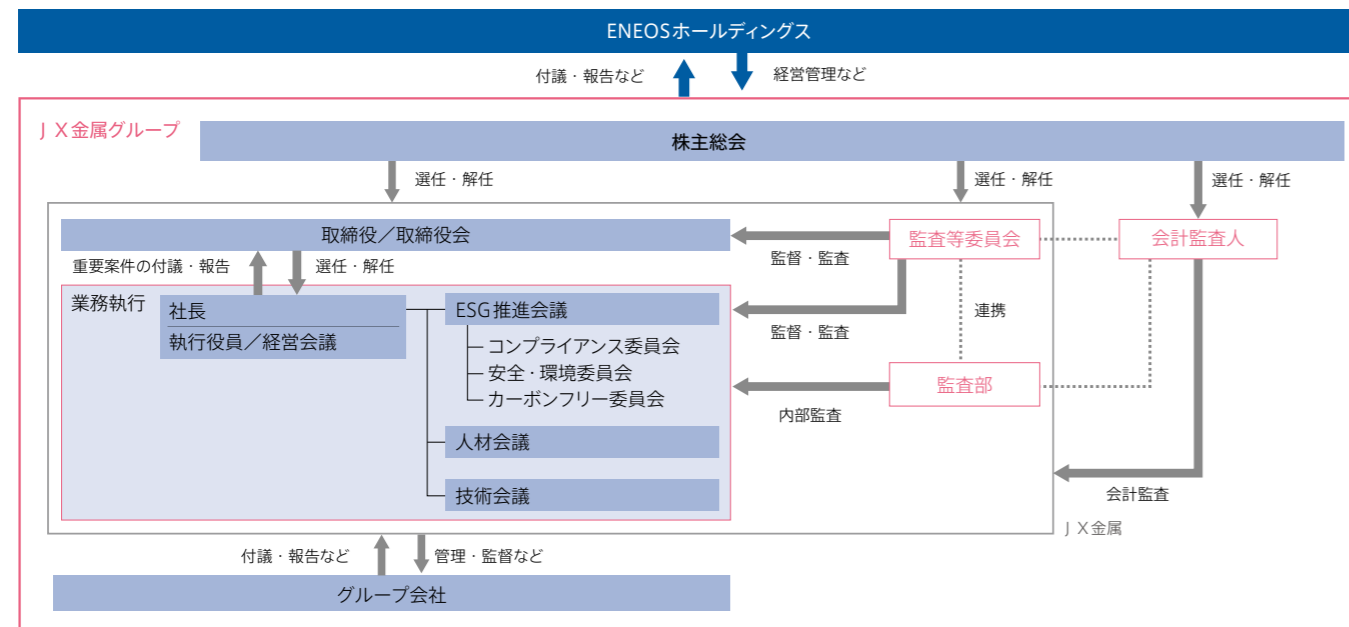 ENEOSホールディングス
付議・報告など
経営管理など
JX金属グループ
株主総会
選任・解任
選任・解任
選任・解任
取締役／取締役会
監査等委員会
会計監査人
監督・監査
重要案件の付議・報告
選任・解任
業務執行
社長
執行役員／経営会議
ESG推進会議
コンプライアンス委員会
安全・環境委員会
カーボンフリー委員会
人材会議
技術会議
監督・監査
連携
監査部
内部監査
会計監査
JX金属
付議・報告など
管理・監督など
グループ会社